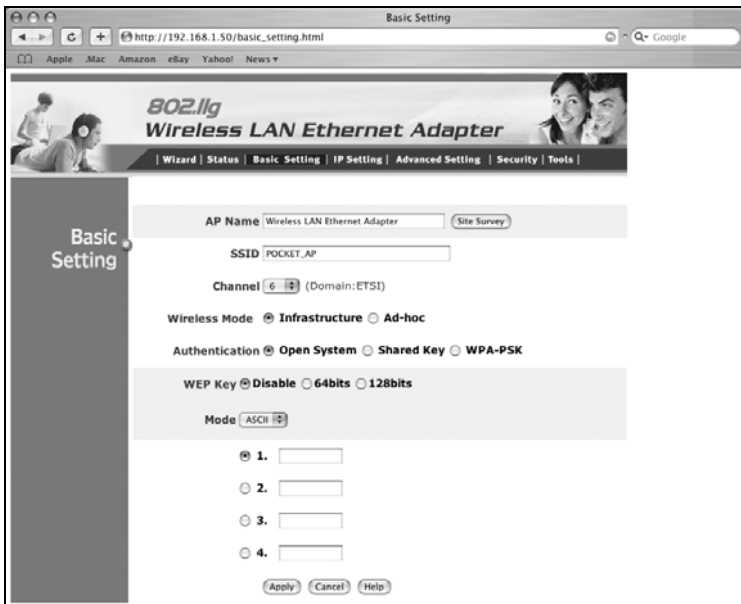 Basic Setting
http://192.168.1.50/basic_setting.html
Google
Apple .Mac Amazon eBay Yahoo! News
802.11g
Wireless LAN Ethernet Adapter
| Wizard | Status | Basic Setting | IP Setting | Advanced Setting | Security | Tools |
Basic
Setting
AP Name Wireless LAN Ethernet Adapter Site Survey
SSID POCKET_AP
Channel 6 (Domain:ETSI)
Wireless Mode Infrastructure Ad-hoc
Authentication Open System Shared Key WPA-PSK
WEP Key Disable 64bits 128bits
Mode ASCII
1.
2.
3.
4.
Apply Cancel Help